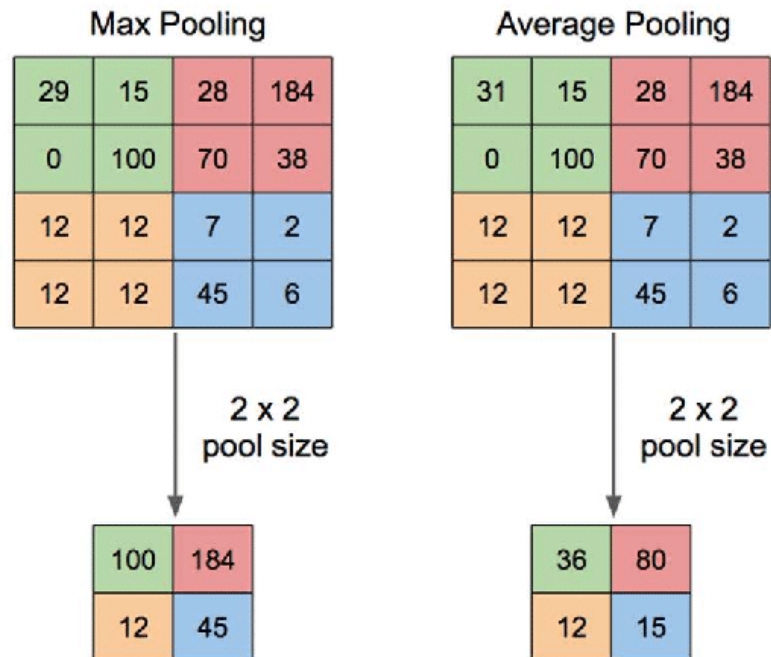 Max Pooling Average Pooling
29 15 28 184 31 15 28 184
0 100 70 38 0 100 70 38
12 12 7 2 12 12 7 2
12 12 45 6 12 12 45 6
2 x 2 2 x 2
pool size pool size
100 184 36 80
12 45 12 15